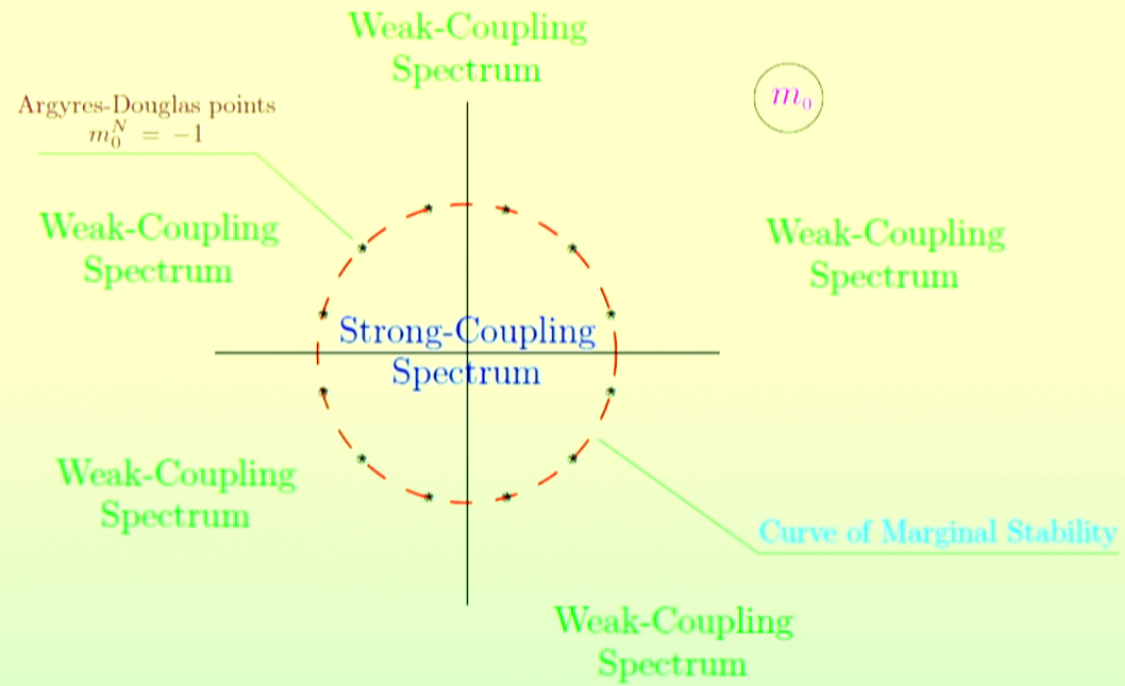 Weak-Coupling
Spectrum
m₀
Argyres-Douglas points
m₀ᴺ = −1
Weak-Coupling
Spectrum
Weak-Coupling
Spectrum
Strong-Coupling
Spectrum
Weak-Coupling
Spectrum
Curve of Marginal Stability
Weak-Coupling
Spectrum